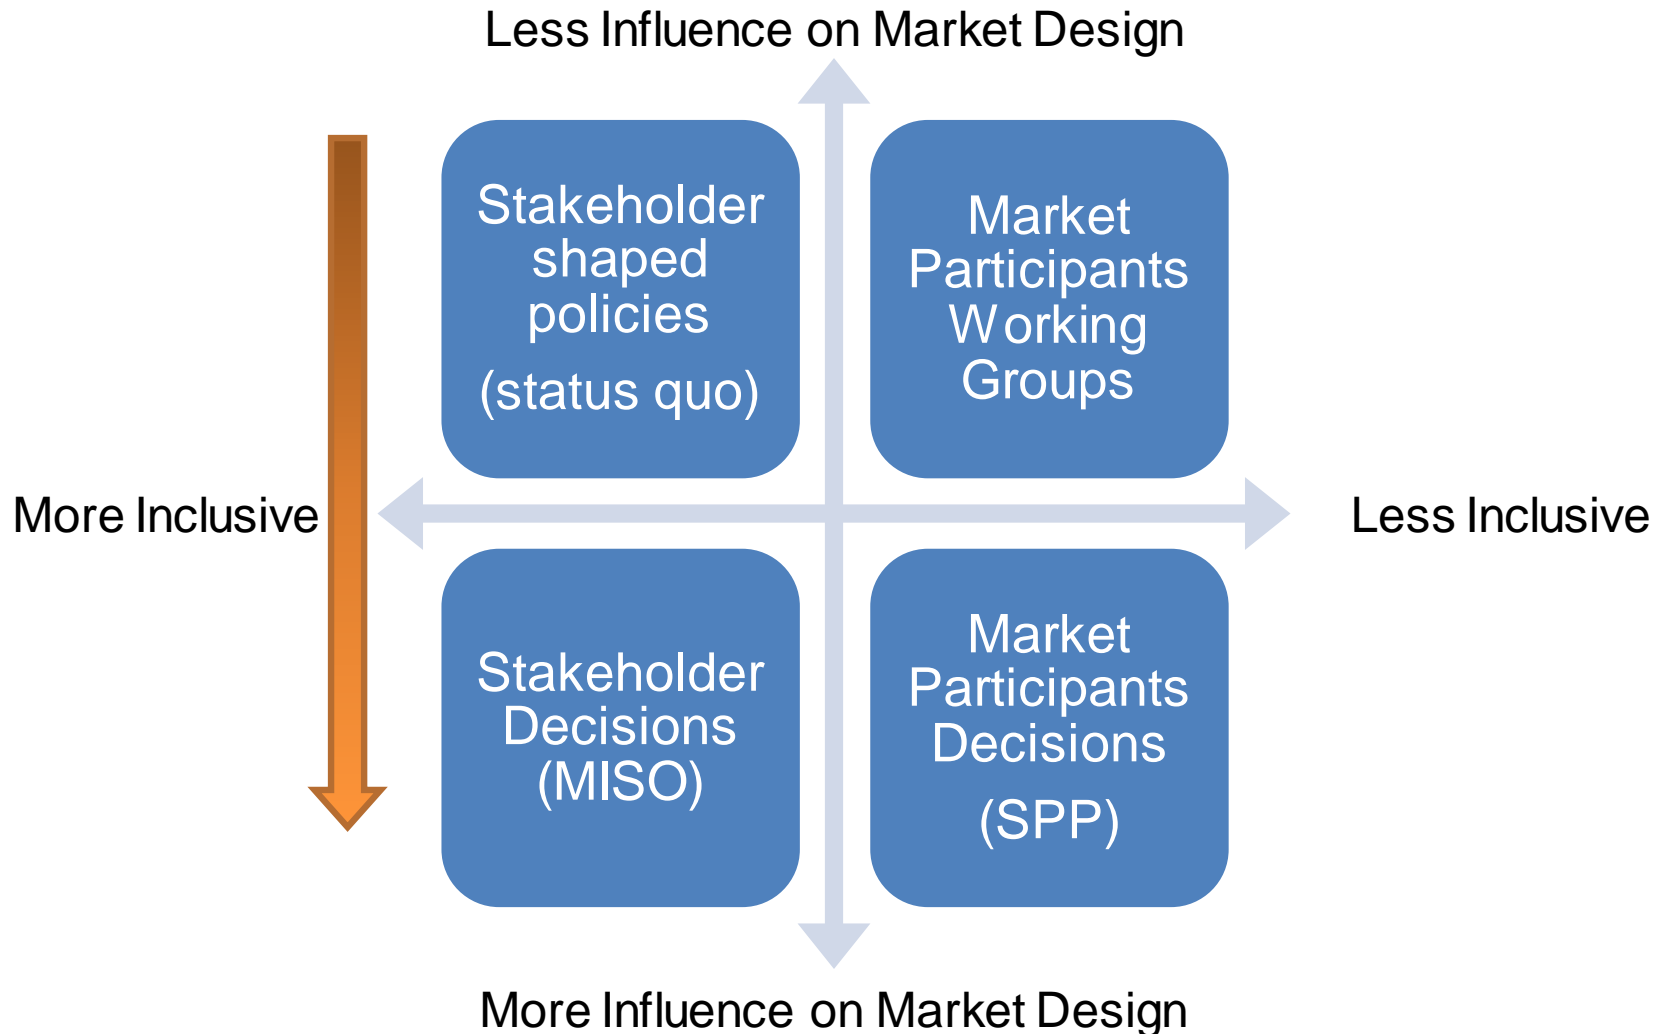 Less Influence on Market Design
Stakeholder
shaped
policies
(status quo)
Market
Participants
Working
Groups
More Inclusive
Less Inclusive
Stakeholder
Decisions
(MISO)
Market
Participants
Decisions
(SPP)
More Influence on Market Design